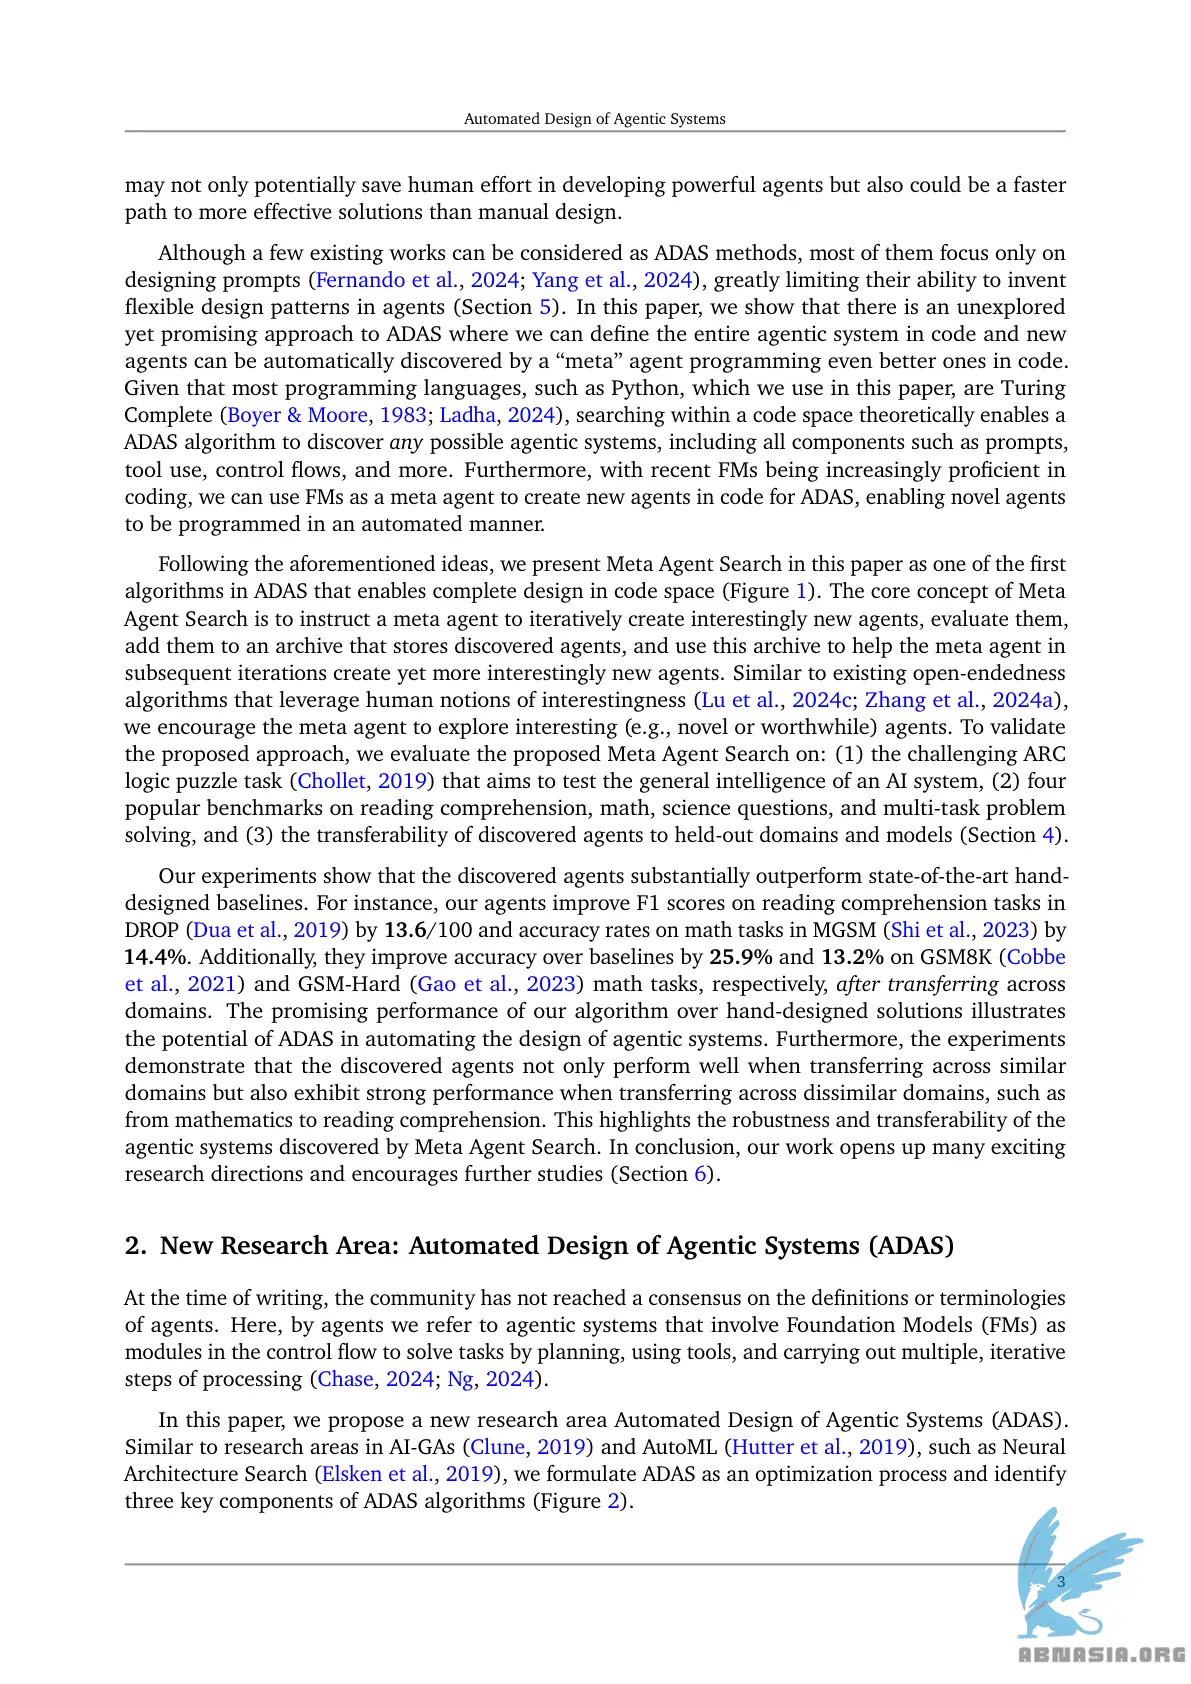 Automated Design of Agentic Systems
may not only potentially save human effort in developing powerful agents but also could be a faster
path to more effective solutions than manual design.
Although a few existing works can be considered as ADAS methods, most of them focus only on
designing prompts (Fernando et al., 2024; Yang et al., 2024), greatly limiting their ability to invent
flexible design patterns in agents (Section 5). In this paper, we show that there is an unexplored
yet promising approach to ADAS where we can define the entire agentic system in code and new
agents can be automatically discovered by a “meta” agent programming even better ones in code.
Given that most programming languages, such as Python, which we use in this paper, are Turing
Complete (Boyer & Moore, 1983; Ladha, 2024), searching within a code space theoretically enables a
ADAS algorithm to discover any possible agentic systems, including all components such as prompts,
tool use, control flows, and more. Furthermore, with recent FMs being increasingly proficient in
coding, we can use FMs as a meta agent to create new agents in code for ADAS, enabling novel agents
to be programmed in an automated manner.
Following the aforementioned ideas, we present Meta Agent Search in this paper as one of the first
algorithms in ADAS that enables complete design in code space (Figure 1). The core concept of Meta
Agent Search is to instruct a meta agent to iteratively create interestingly new agents, evaluate them,
add them to an archive that stores discovered agents, and use this archive to help the meta agent in
subsequent iterations create yet more interestingly new agents. Similar to existing open-endedness
algorithms that leverage human notions of interestingness (Lu et al., 2024c; Zhang et al., 2024a),
we encourage the meta agent to explore interesting (e.g., novel or worthwhile) agents. To validate
the proposed approach, we evaluate the proposed Meta Agent Search on: (1) the challenging ARC
logic puzzle task (Chollet, 2019) that aims to test the general intelligence of an AI system, (2) four
popular benchmarks on reading comprehension, math, science questions, and multi-task problem
solving, and (3) the transferability of discovered agents to held-out domains and models (Section 4).
Our experiments show that the discovered agents substantially outperform state-of-the-art hand-
designed baselines. For instance, our agents improve F1 scores on reading comprehension tasks in
DROP (Dua et al., 2019) by 13.6/100 and accuracy rates on math tasks in MGSM (Shi et al., 2023) by
14.4%. Additionally, they improve accuracy over baselines by 25.9% and 13.2% on GSM8K (Cobbe
et al., 2021) and GSM-Hard (Gao et al., 2023) math tasks, respectively, after transferring across
domains. The promising performance of our algorithm over hand-designed solutions illustrates
the potential of ADAS in automating the design of agentic systems. Furthermore, the experiments
demonstrate that the discovered agents not only perform well when transferring across similar
domains but also exhibit strong performance when transferring across dissimilar domains, such as
from mathematics to reading comprehension. This highlights the robustness and transferability of the
agentic systems discovered by Meta Agent Search. In conclusion, our work opens up many exciting
research directions and encourages further studies (Section 6).
2. New Research Area: Automated Design of Agentic Systems (ADAS)
At the time of writing, the community has not reached a consensus on the definitions or terminologies
of agents. Here, by agents we refer to agentic systems that involve Foundation Models (FMs) as
modules in the control flow to solve tasks by planning, using tools, and carrying out multiple, iterative
steps of processing (Chase, 2024; Ng, 2024).
In this paper, we propose a new research area Automated Design of Agentic Systems (ADAS).
Similar to research areas in AI-GAs (Clune, 2019) and AutoML (Hutter et al., 2019), such as Neural
Architecture Search (Elsken et al., 2019), we formulate ADAS as an optimization process and identify
three key components of ADAS algorithms (Figure 2).
3
ABNASIA.ORG